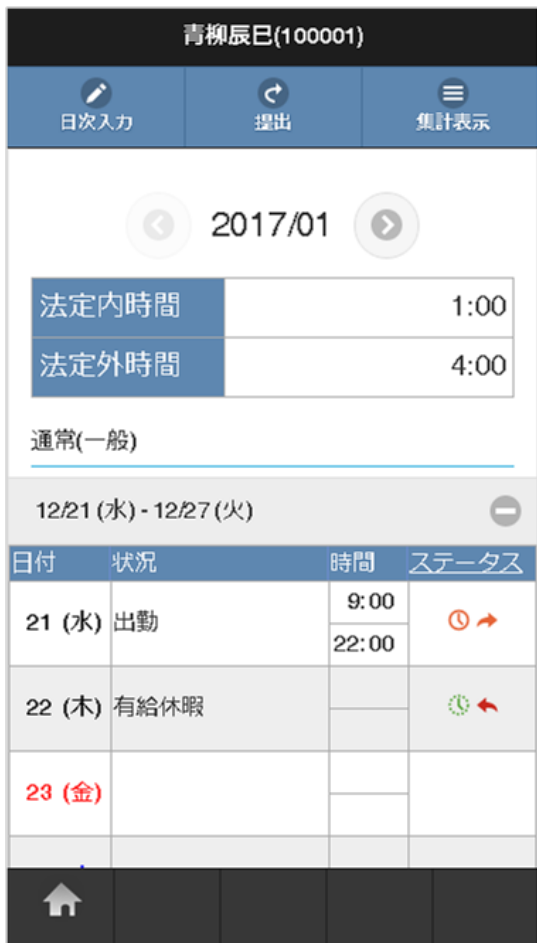 青柳辰巳(100001)
日次入力 提出 集計表示
2017/01
法定内時間 1:00
法定外時間 4:00
通常(一般)
12/21 (水) - 12/27 (火)
日付 状況 時間 ステータス
21 (水) 出勤 9:00
22:00
22 (木) 有給休暇
23 (金)